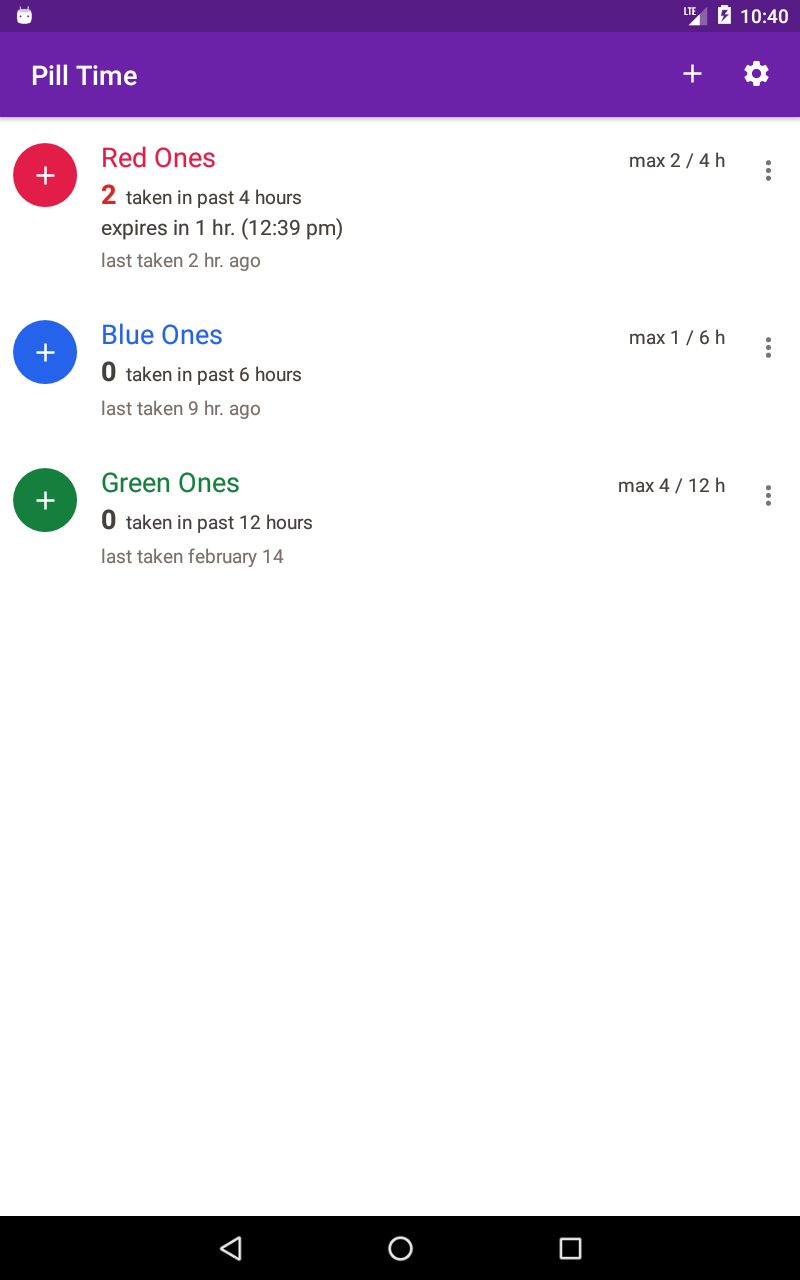 LTE 10:40
Pill Time
Red Ones max 2 / 4 h
2 taken in past 4 hours
expires in 1 hr. (12:39 pm)
last taken 2 hr. ago
Blue Ones max 1 / 6 h
0 taken in past 6 hours
last taken 9 hr. ago
Green Ones max 4 / 12 h
0 taken in past 12 hours
last taken february 14